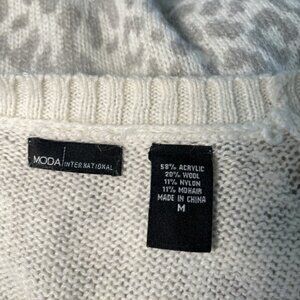 MODA INTERNATIONAL
58% ACRYLIC
20% WOOL
11% NYLON
11% MOHAIR
MADE IN CHINA
M